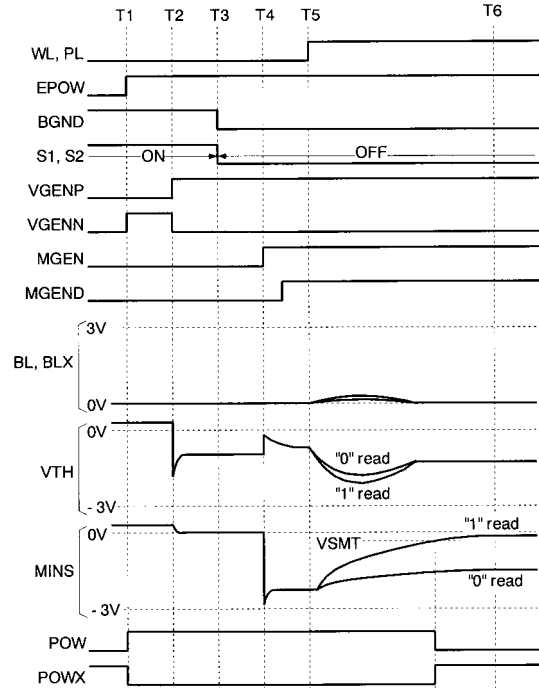 T1 T2 T3 T4 T5 T6
WL, PL
EPOW
BGND
S1, S2 ON OFF
VGENP
VGENN
MGEN
MGEND
3V
BL, BLX
0V
0V
VTH
"0" read
"1" read
- 3V
0V
VSMT
"1" read
MINS
"0" read
- 3V
POW
POWX